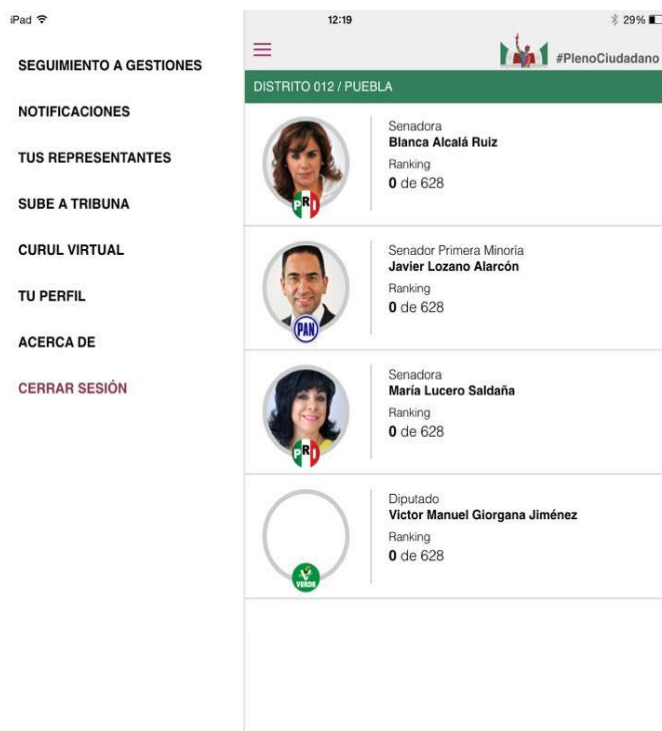 iPad
12:19
29%
SEGUIMIENTO A GESTIONES
NOTIFICACIONES
TUS REPRESENTANTES
SUBE A TRIBUNA
CURUL VIRTUAL
TU PERFIL
ACERCA DE
CERRAR SESIÓN
#PlenoCiudadano
DISTRITO 012 / PUEBLA
Senadora
Blanca Alcalá Ruiz
Ranking
0 de 628
PRI
Senador Primera Minoria
Javier Lozano Alarcón
Ranking
0 de 628
PAN
Senadora
María Lucero Saldaña
Ranking
0 de 628
PRI
Diputado
Victor Manuel Giorgana Jiménez
Ranking
0 de 628
VERDE